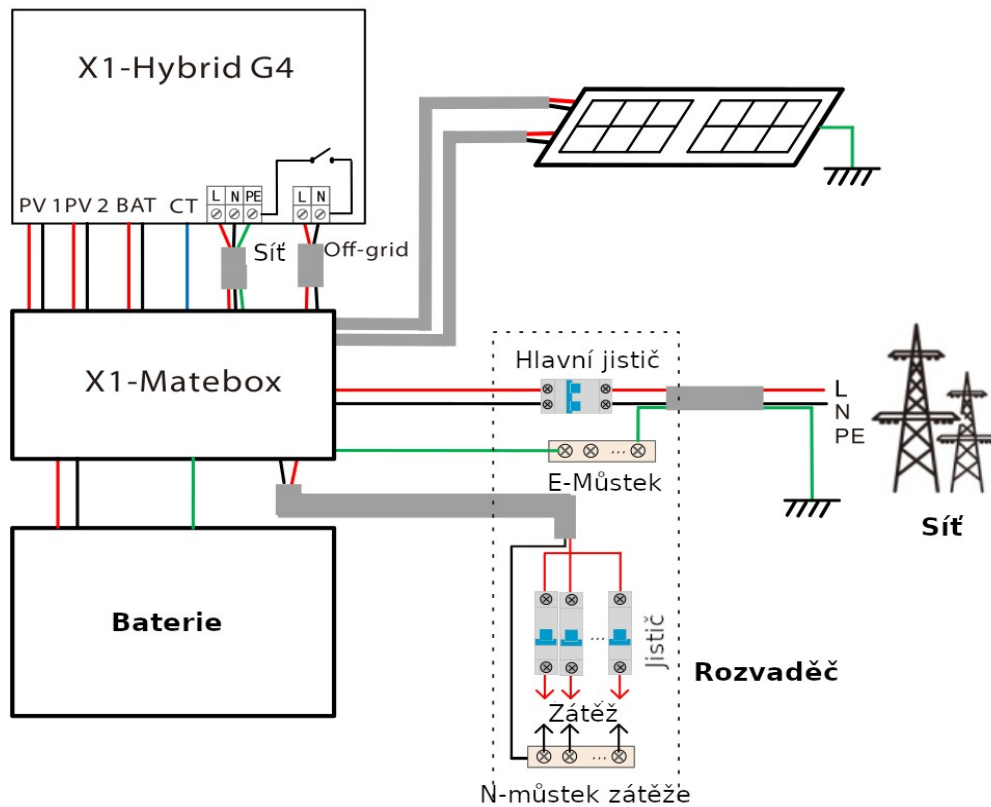 X1-Hybrid G4
PV 1 PV 2 BAT CT
L N PE
L N
Síť
Off-grid
X1-Matebox
Hlavní jistič
L
N
PE
...
E-Můstek
Síť
Baterie
...
Jistič
Rozvaděč
Zátěž
...
N-můstek zátěže